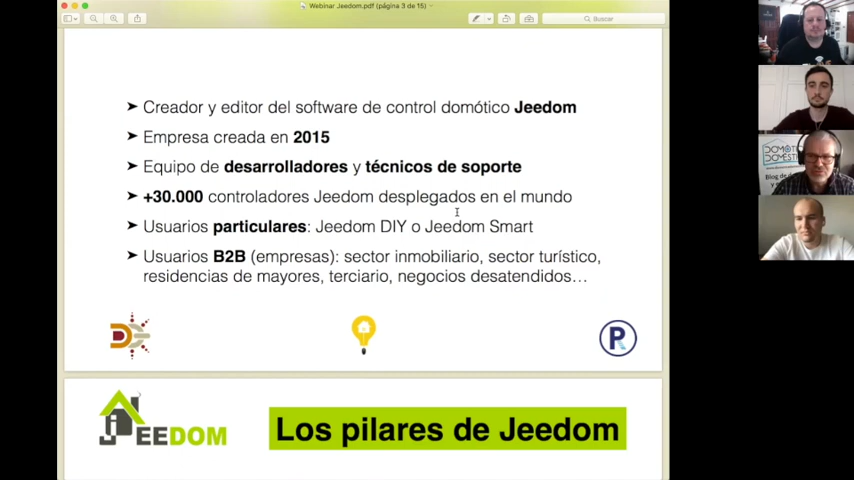 Webinar Jeedom.pdf (página 3 de 15)
Buscar
➤ Creador y editor del software de control domótico Jeedom
➤ Empresa creada en 2015
➤ Equipo de desarrolladores y técnicos de soporte
➤ +30.000 controladores Jeedom desplegados en el mundo
➤ Usuarios particulares: Jeedom DIY o Jeedom Smart
➤ Usuarios B2B (empresas): sector inmobiliario, sector turístico,
residencias de mayores, terciario, negocios desatendidos…
JEEDOM
Los pilares de Jeedom